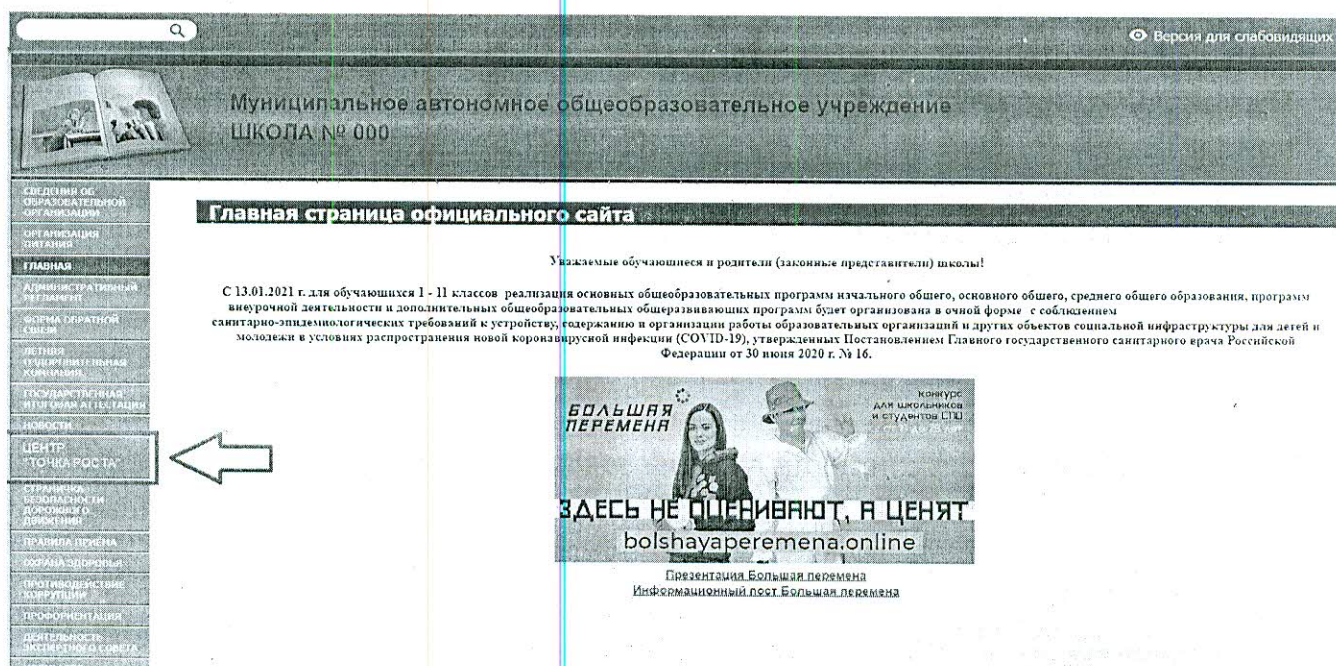 Версия для слабовидящих
Муниципальное автономное общеобразовательное учреждение
ШКОЛА № 000
СВЕДЕНИЯ ОБ
ОБРАЗОВАТЕЛЬНОЙ
ОРГАНИЗАЦИИ
ОРГАНИЗАЦИЯ
ПИТАНИЯ
ГЛАВНАЯ
АДМИНИСТРАТИВНЫЙ
РЕГЛАМЕНТ
ФОРМА ОБРАТНОЙ
СВЯЗИ
ЛЕТНЯЯ
ОЗДОРОВИТЕЛЬНАЯ
КОМПАНИЯ
ГОСУДАРСТВЕННАЯ
ИТОГОВАЯ АТТЕСТАЦИЯ
НОВОСТИ
ЦЕНТР
"ТОЧКА РОСТА"
СТРАНИЧКА
БЕЗОПАСНОСТИ
ДОРОЖНОГО
ДВИЖЕНИЯ
ПРАВИЛА ПРИЕМА
ОХРАНА ЗДОРОВЬЯ
ПРОТИВОДЕЙСТВИЕ
КОРРУПЦИИ
ПРОФОРИЕНТАЦИЯ
ДЕЯТЕЛЬНОСТЬ
ЭКСПЕРТНОГО СОВЕТА
Главная страница официального сайта
Уважаемые обучающиеся и родители (законные представители) школы!
С 13.01.2021 г. для обучающихся 1 - 11 классов реализация основных общеобразовательных программ начального общего, основного общего, среднего общего образования, программ
внеурочной деятельности и дополнительных общеобразовательных общеразвивающих программ будет организована в очной форме с соблюдением
санитарно-эпидемиологических требований к устройству, содержанию и организации работы образовательных организаций и других объектов социальной инфраструктуры для детей и
молодежи в условиях распространения новой коронавирусной инфекции (COVID-19), утвержденных Постановлением Главного государственного санитарного врача Российской
Федерации от 30 июня 2020 г. № 16.
БОЛЬШАЯ
ПЕРЕМЕНА
конкурс
для школьников
и студентов СПО
ЗДЕСЬ НЕ ОЦЕНИВАЮТ, А ЦЕНЯТ
bolshayaperemena.online
Презентация Большая перемена
Информационный пост Большая перемена